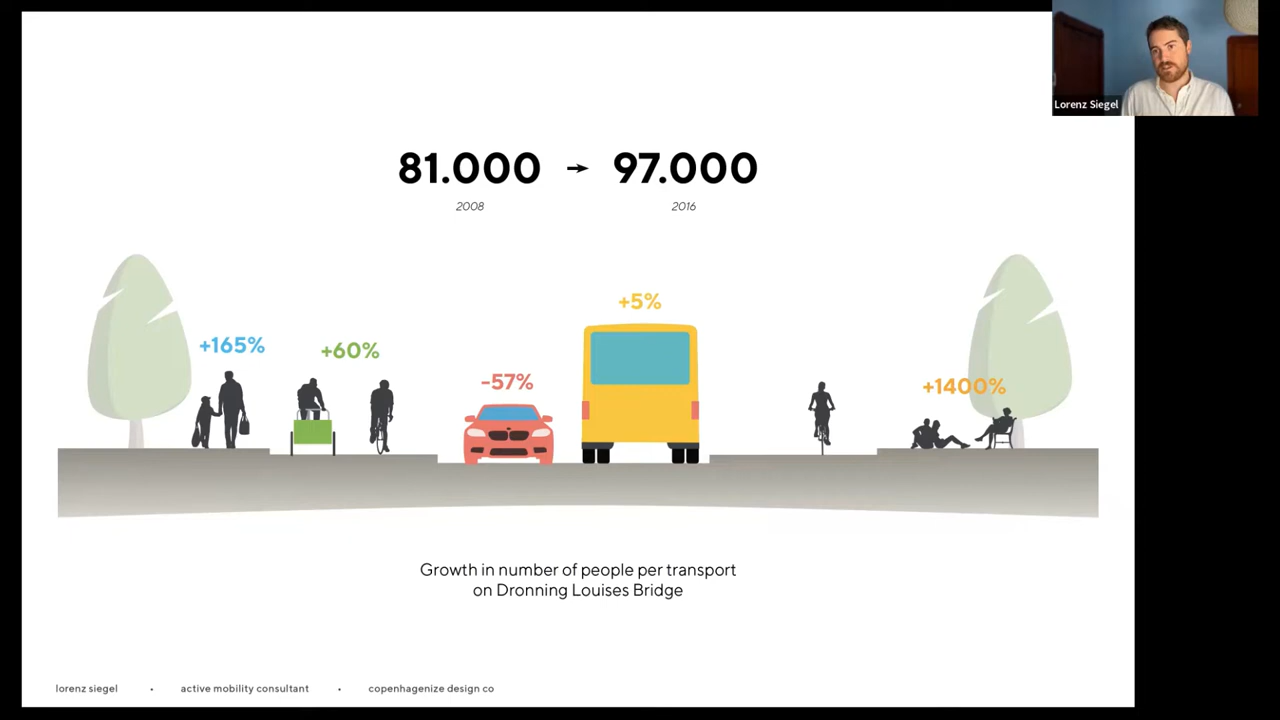 Lorenz Siegel
81.000 → 97.000
2008 2016
+5%
+165%
+60%
-57%
+1400%
Growth in number of people per transport
on Dronning Louises Bridge
lorenz siegel • active mobility consultant • copenhagenize design co